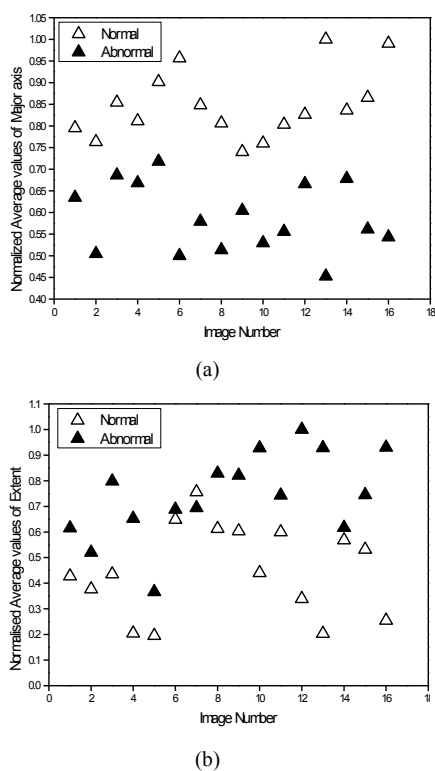 Normal
Abnormal
1.05
1.00
0.95
0.90
0.85
0.80
0.75
0.70
0.65
0.60
0.55
0.50
0.45
0.40
Normalized Average values of Major axis
0 2 4 6 8 10 12 14 16 18
Image Number
(a)
Normal
Abnormal
1.1
1.0
0.9
0.8
0.7
0.6
0.5
0.4
0.3
0.2
0.1
0.0
Normalised Average values of Extent
0 2 4 6 8 10 12 14 16 18
Image Number
(b)